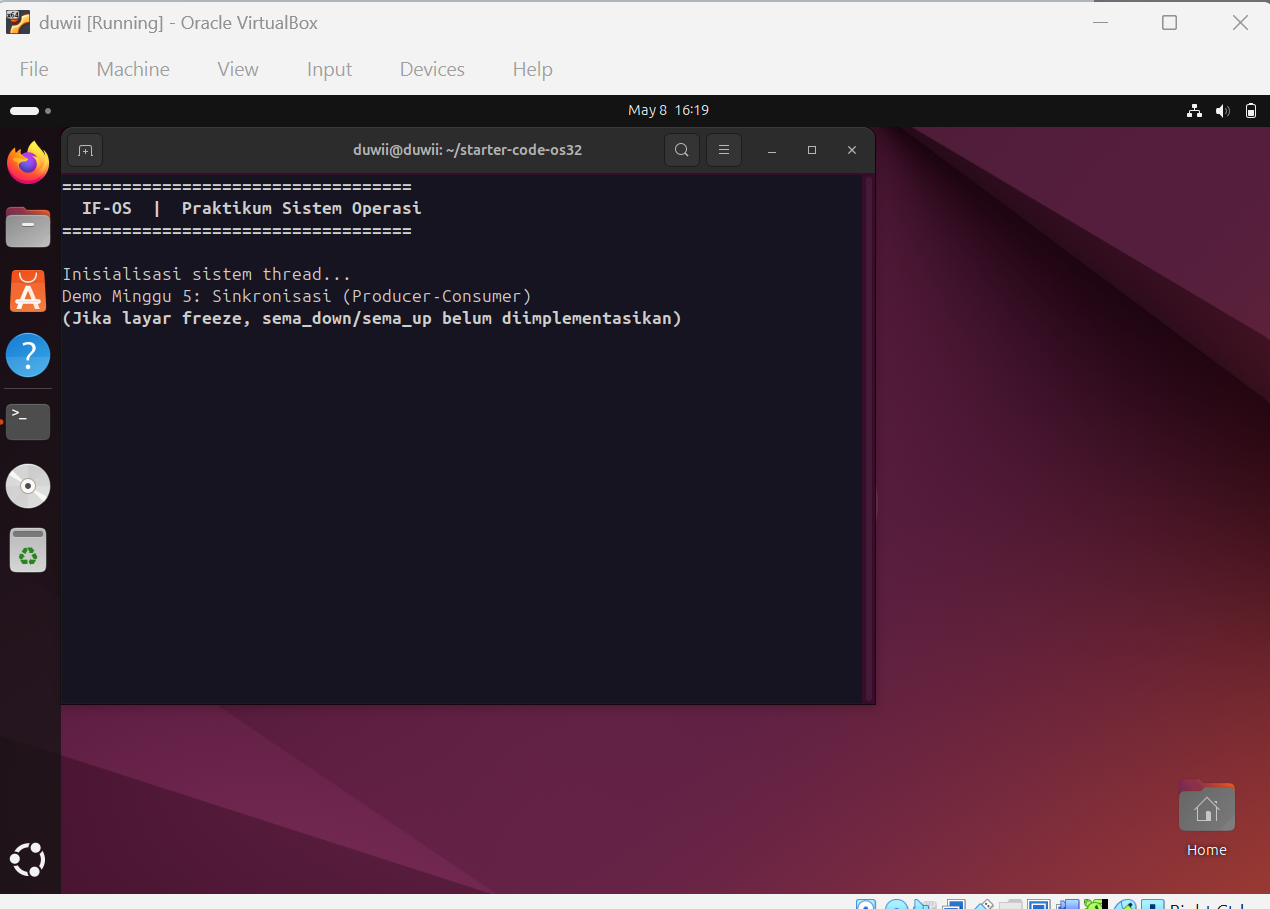 duwii [Running] - Oracle VirtualBox
File Machine View Input Devices Help
May 8 16:19
duwii@duwii: ~/starter-code-os32
===================================
IF-OS | Praktikum Sistem Operasi
===================================
Inisialisasi sistem thread...
Demo Minggu 5: Sinkronisasi (Producer-Consumer)
(Jika layar freeze, sema_down/sema_up belum diimplementasikan)
Home
Right Ctrl